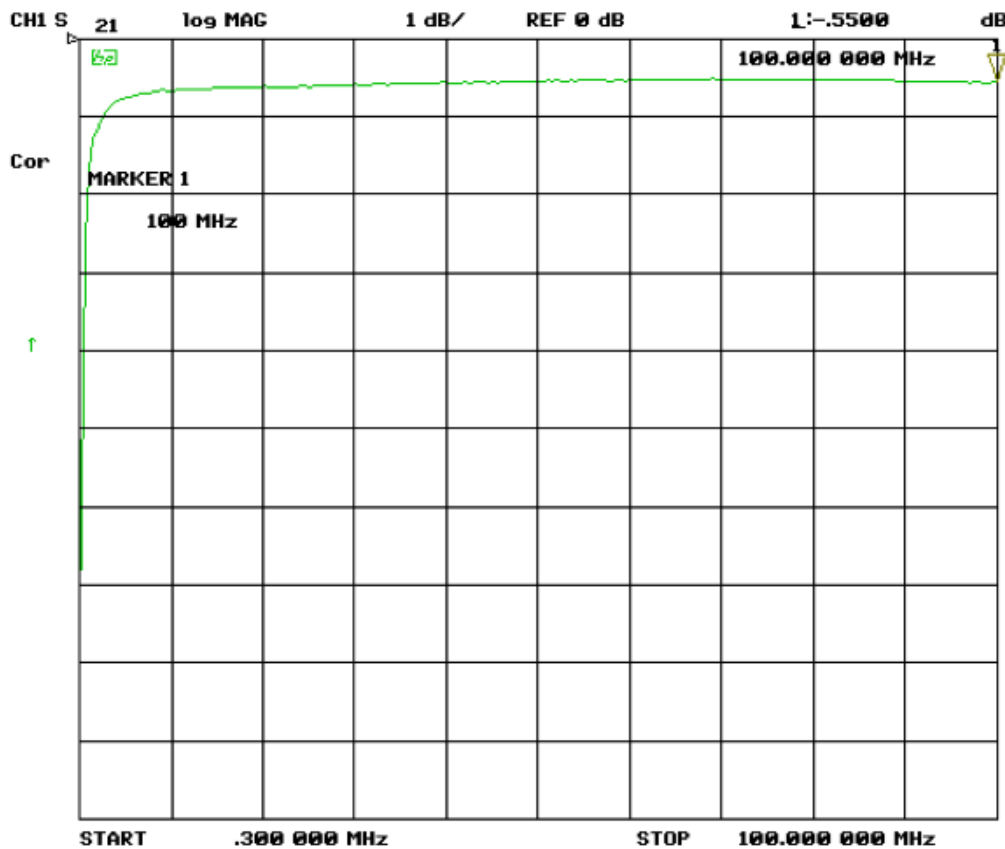 CH1 S 21 log MAG 1 dB/ REF 0 dB 1:-.5500 dB
1
100.000 000 MHz
Cor
MARKER 1
100 MHz
↑
START .300 000 MHz STOP 100.000 000 MHz